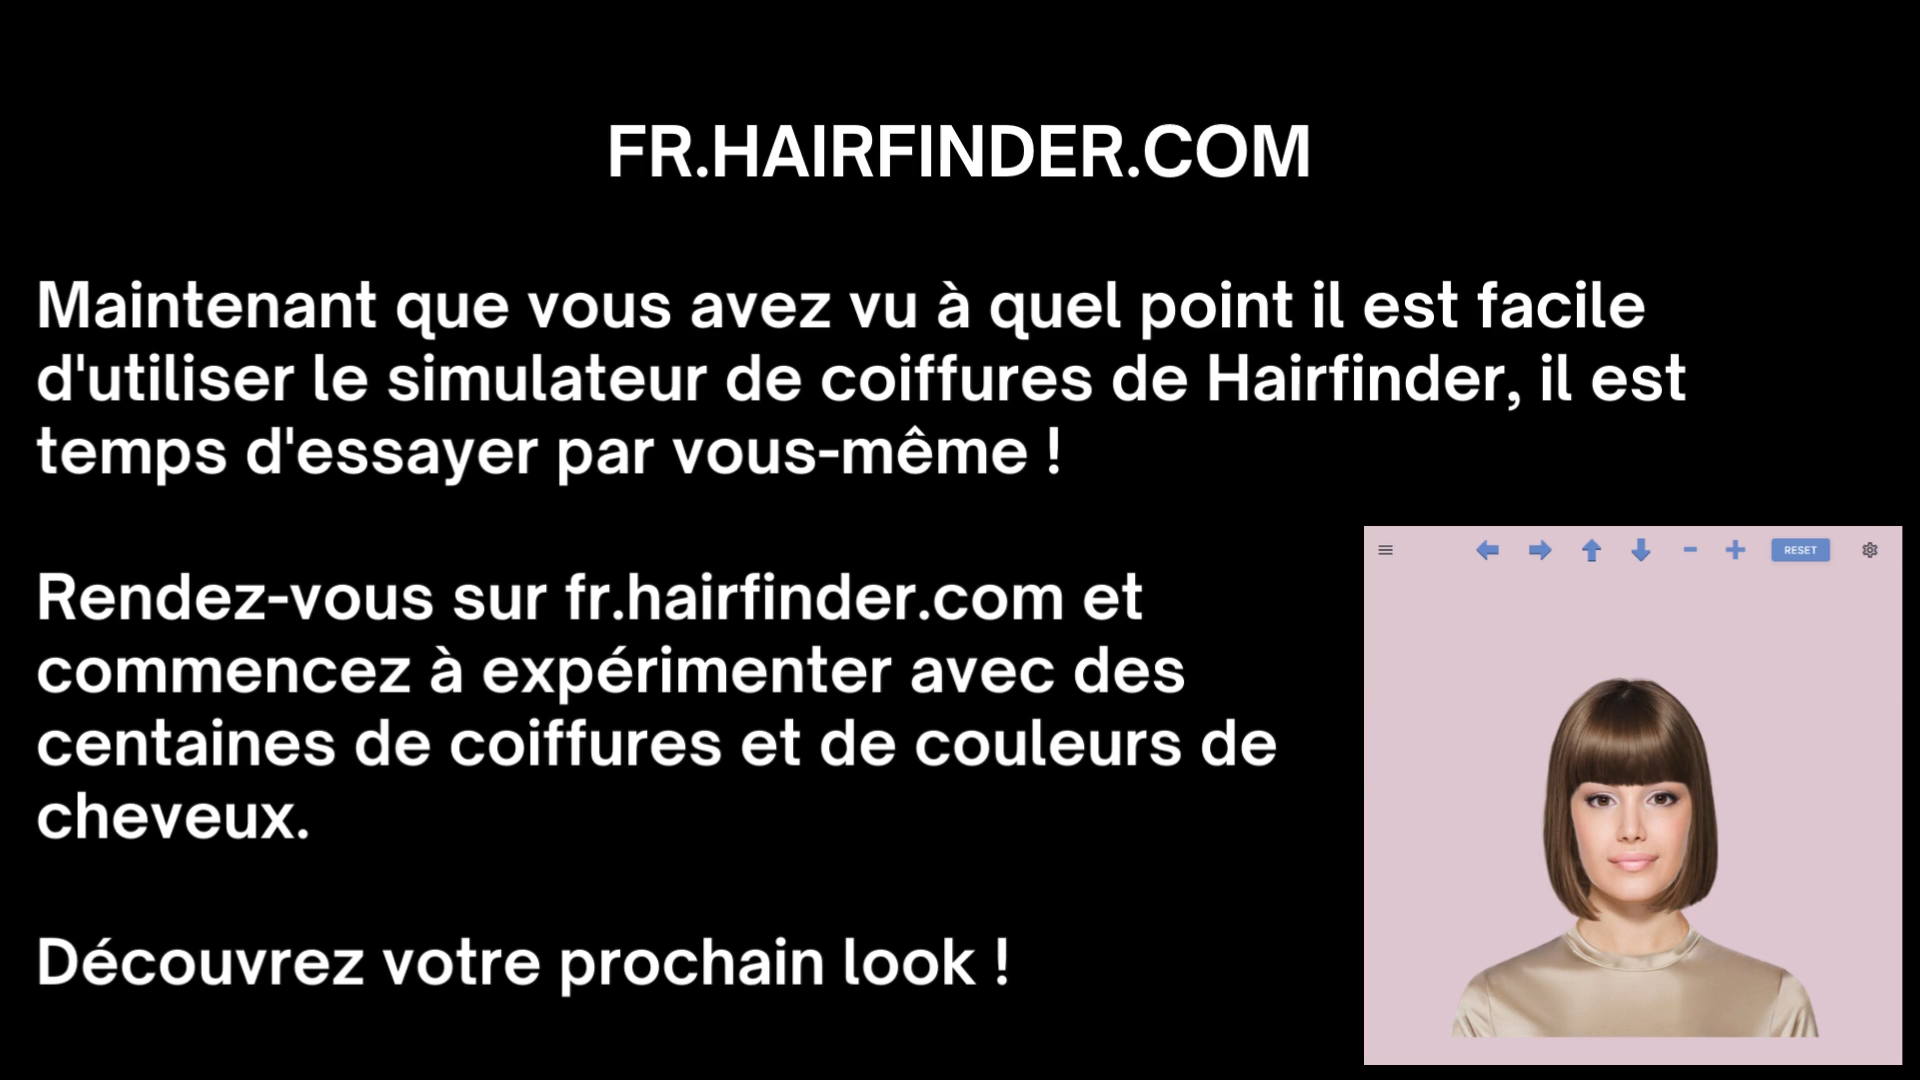 FR.HAIRFINDER.COM
Maintenant que vous avez vu à quel point il est facile
d'utiliser le simulateur de coiffures de Hairfinder, il est
temps d'essayer par vous-même !
Rendez-vous sur fr.hairfinder.com et
commencez à expérimenter avec des
centaines de coiffures et de couleurs de
cheveux.
Découvrez votre prochain look !
RESET